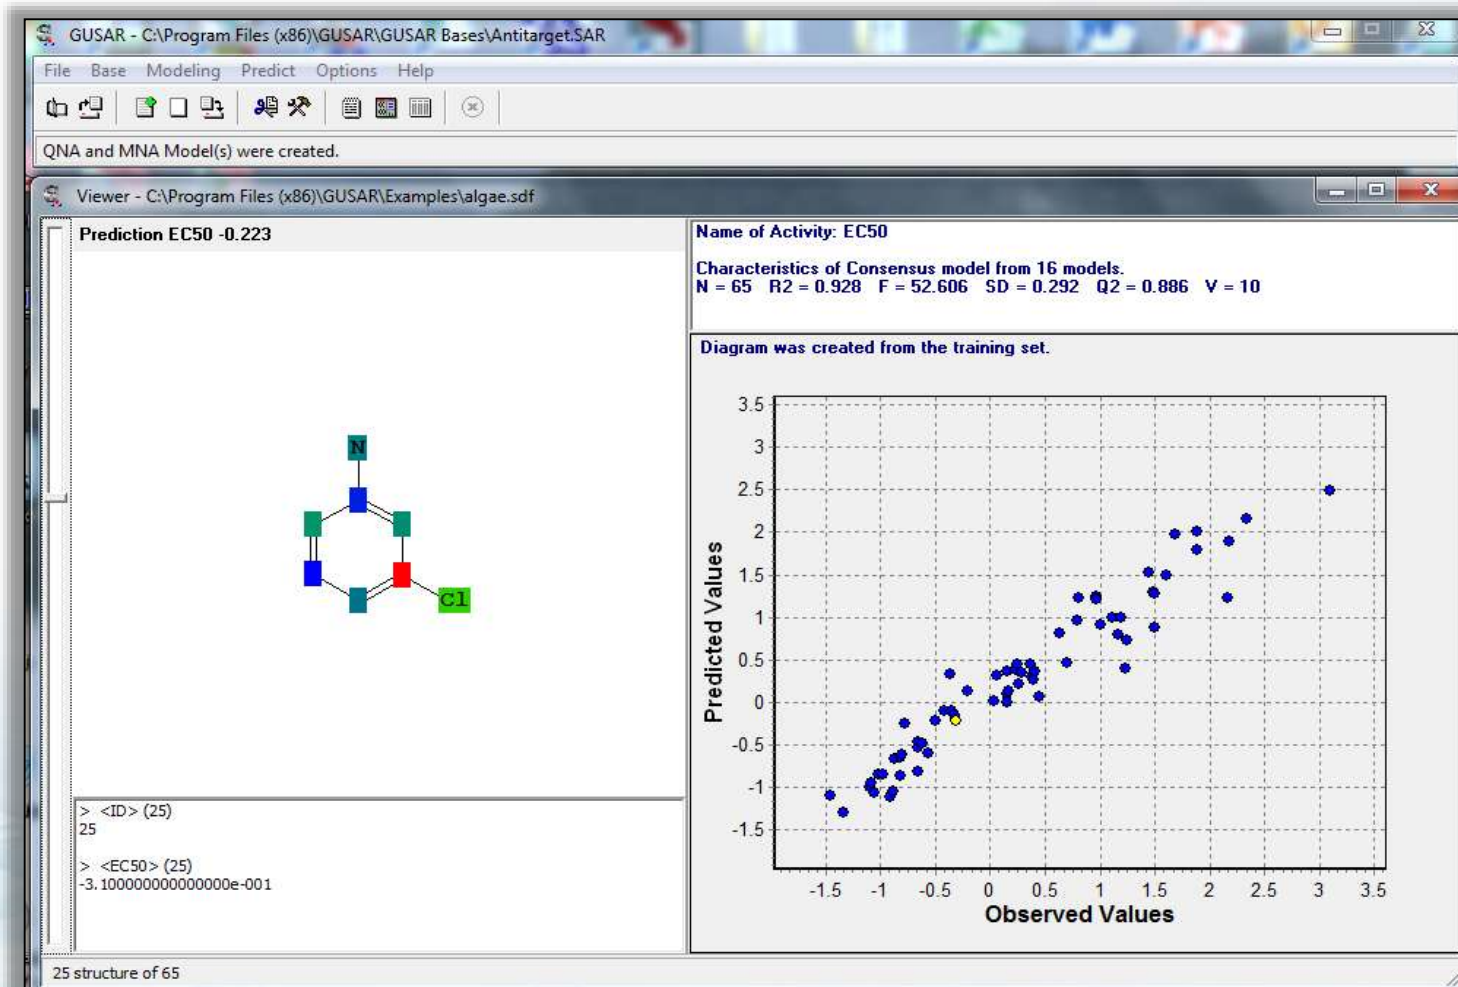 GUSAR - C:\Program Files (x86)\GUSAR\GUSAR Bases\Antitarget.SAR
File Base Modeling Predict Options Help
QNA and MNA Model(s) were created.
Viewer - C:\Program Files (x86)\GUSAR\Examples\algae.sdf
Prediction EC50 -0.223
N
Cl
> <ID> (25)
25
> <EC50> (25)
-3.100000000000000e-001
Name of Activity: EC50
Characteristics of Consensus model from 16 models.
N = 65 R2 = 0.928 F = 52.606 SD = 0.292 Q2 = 0.886 V = 10
Diagram was created from the training set.
Predicted Values
3.5
3
2.5
2
1.5
1
0.5
0
-0.5
-1
-1.5
-1.5 -1 -0.5 0 0.5 1 1.5 2 2.5 3 3.5
Observed Values
25 structure of 65